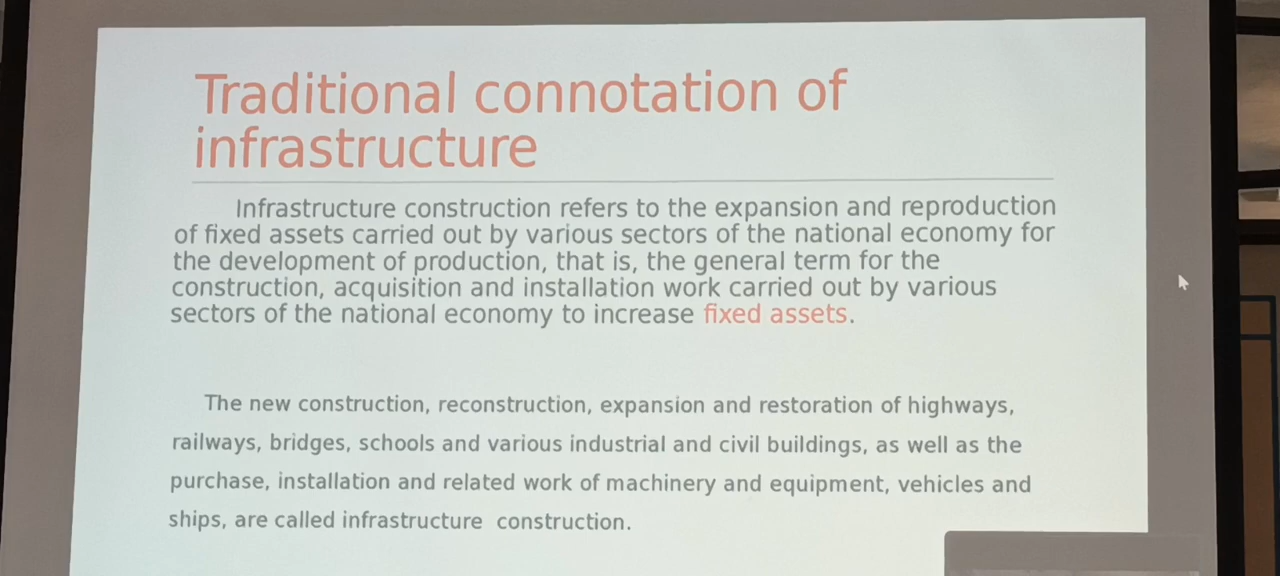 Traditional connotation of
infrastructure
Infrastructure construction refers to the expansion and reproduction
of fixed assets carried out by various sectors of the national economy for
the development of production, that is, the general term for the
construction, acquisition and installation work carried out by various
sectors of the national economy to increase fixed assets.
The new construction, reconstruction, expansion and restoration of highways,
railways, bridges, schools and various industrial and civil buildings, as well as the
purchase, installation and related work of machinery and equipment, vehicles and
ships, are called infrastructure construction.